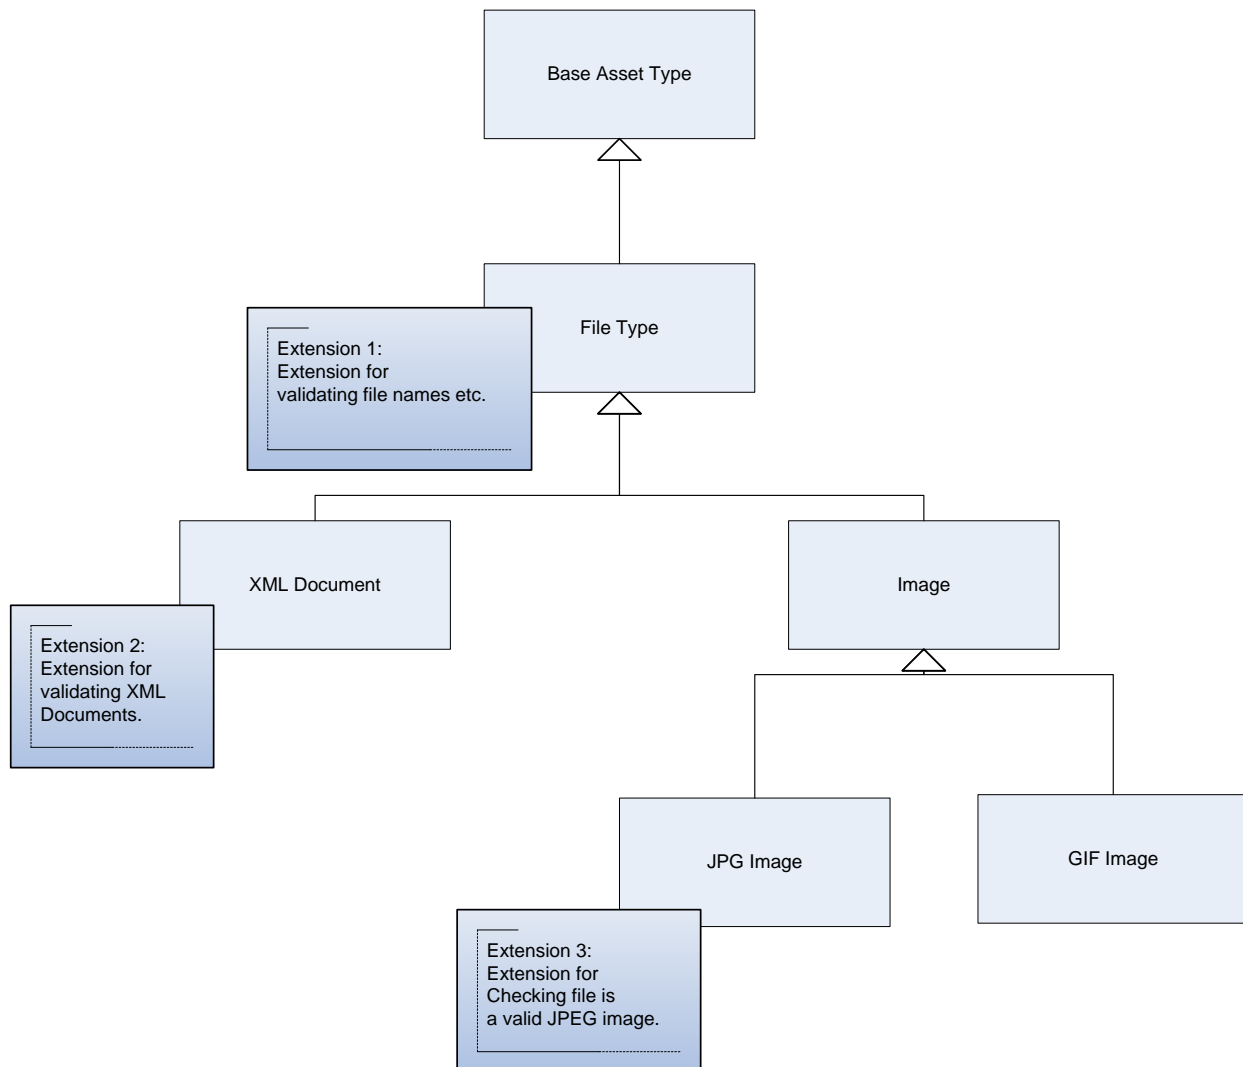 Base Asset Type
File Type
Extension 1:
Extension for
validating file names etc.
XML Document
Image
Extension 2:
Extension for
validating XML
Documents.
JPG Image
GIF Image
Extension 3:
Extension for
Checking file is
a valid JPEG image.